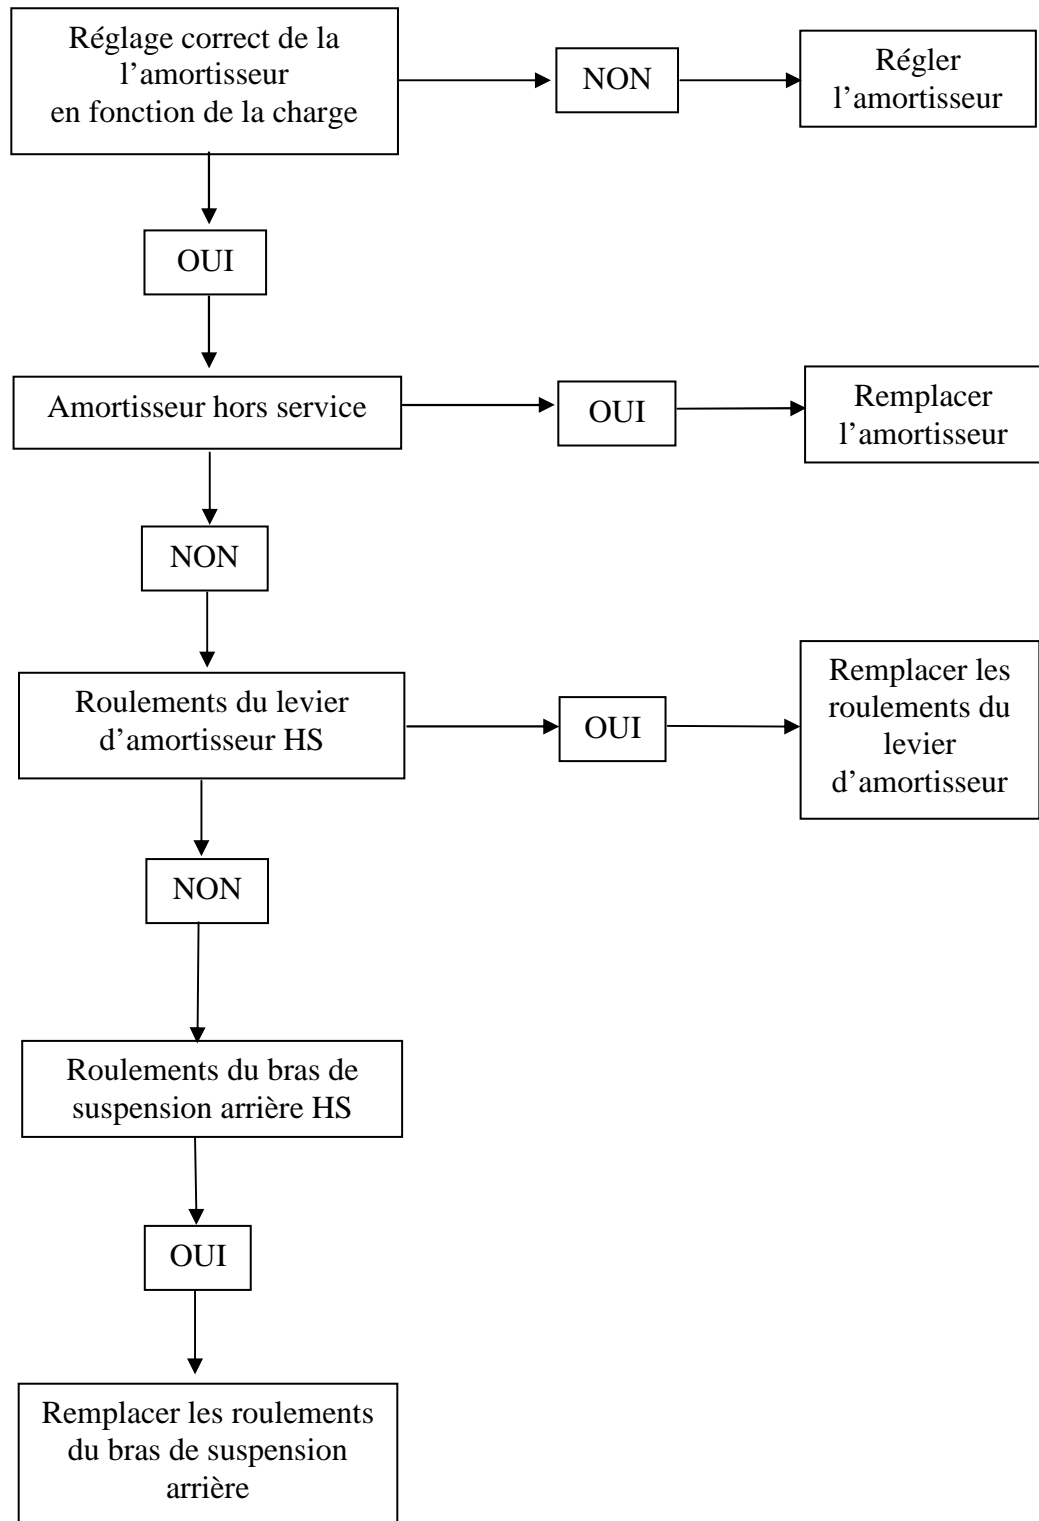 Réglage correct de la
l’amortisseur
en fonction de la charge
NON
Régler
l’amortisseur
OUI
Amortisseur hors service
OUI
Remplacer
l’amortisseur
NON
Roulements du levier
d’amortisseur HS
OUI
Remplacer les
roulements du
levier
d’amortisseur
NON
Roulements du bras de
suspension arrière HS
OUI
Remplacer les roulements
du bras de suspension
arrière